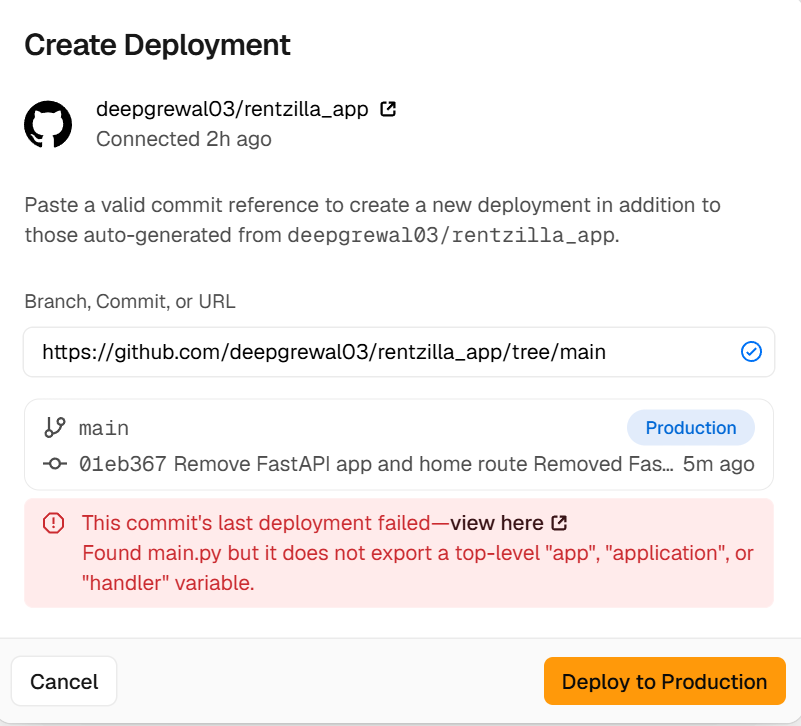 Create Deployment
deepgrewal03/rentzilla_app
Connected 2h ago
Paste a valid commit reference to create a new deployment in addition to
those auto-generated from deepgrewal03/rentzilla_app.
Branch, Commit, or URL
https://github.com/deepgrewal03/rentzilla_app/tree/main
main
Production
01eb367 Remove FastAPI app and home route Removed Fas... 5m ago
This commit's last deployment failed—view here
Found main.py but it does not export a top-level "app", "application", or
"handler" variable.
Cancel
Deploy to Production